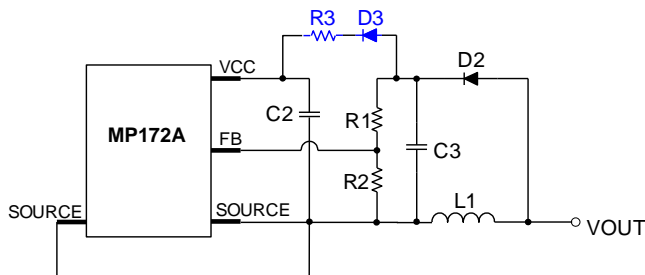 R3 D3
VCC
D2
C2
R1
MP172A
FB
C3
R2
SOURCE
SOURCE
L1
VOUT